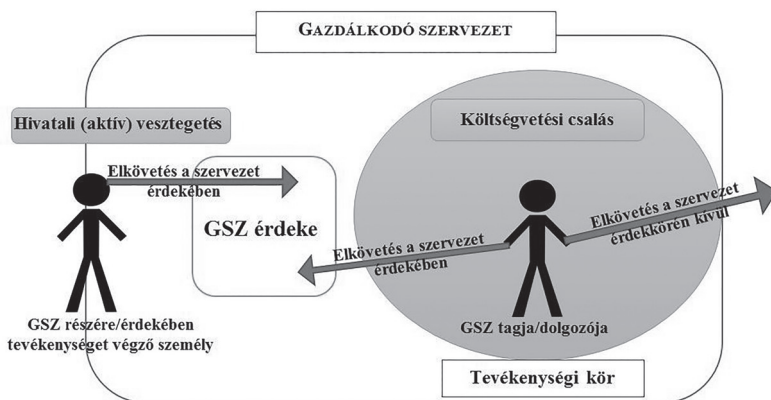 GAZDÁLKODÓ SZERVEZET
Hivatali (aktív) vesztegetés
Költségvetési csalás
Elkövetés a szervezet
érdekében
GSZ érdeke
Elkövetés a szervezet
érdekében
Elkövetés a szervezet
érdekkörén kívül
GSZ részére/érdekében
tevékenységet végző személy
GSZ tagja/dolgozója
Tevékenységi kör